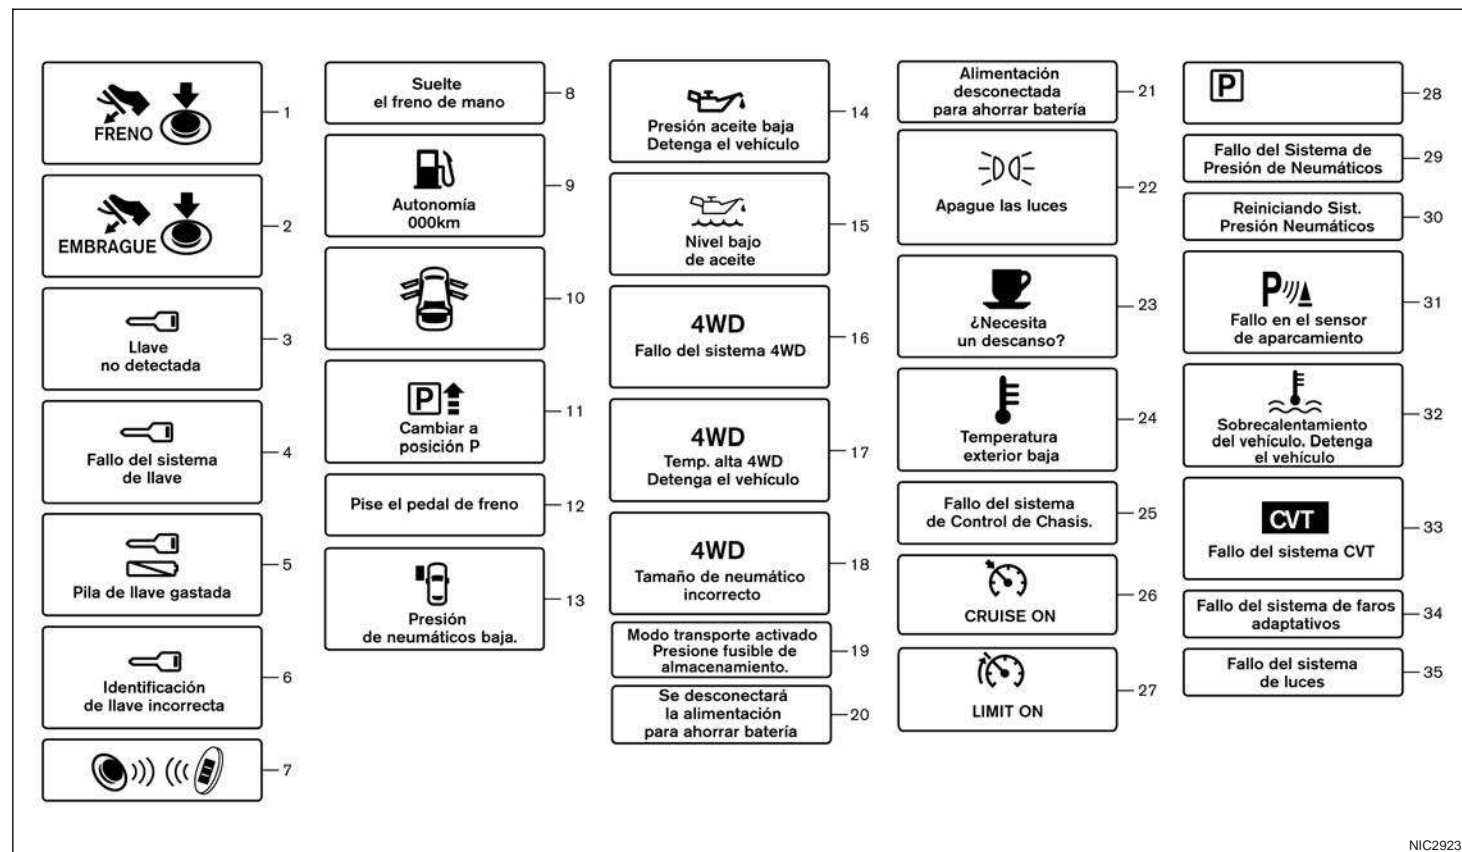 FRENO
1
EMBRAGUE
2
Llave
no detectada
3
Fallo del sistema
de llave
4
Pila de llave gastada
5
Identificación
de llave incorrecta
6
7
Suelte
el freno de mano
8
Autonomía
000km
9
10
P
Cambiar a
posición P
11
Pise el pedal de freno
12
Presión
de neumáticos baja.
13
Presión aceite baja
Detenga el vehículo
14
Nivel bajo
de aceite
15
4WD
Fallo del sistema 4WD
16
4WD
Temp. alta 4WD
Detenga el vehículo
17
4WD
Tamaño de neumático
incorrecto
18
Modo transporte activado
Presione fusible de
almacenamiento.
19
Se desconectará
la alimentación
para ahorrar batería
20
Alimentación
desconectada
para ahorrar batería
21
Apague las luces
22
¿Necesita
un descanso?
23
Temperatura
exterior baja
24
Fallo del sistema
de Control de Chasis.
25
CRUISE ON
26
LIMIT ON
27
P
28
Fallo del Sistema de
Presión de Neumáticos
29
Reiniciando Sist.
Presión Neumáticos
30
P
Fallo en el sensor
de aparcamiento
31
Sobrecalentamiento
del vehículo. Detenga
el vehículo
32
CVT
Fallo del sistema CVT
33
Fallo del sistema de faros
adaptativos
34
Fallo del sistema
de luces
35
NIC2923